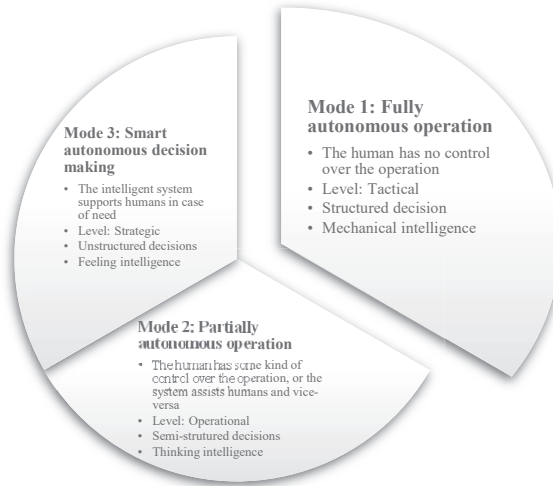 Mode 1: Fully
autonomous operation
• The human has no control
over the operation
• Level: Tactical
• Structured decision
• Mechanical intelligence
Mode 2: Partially
autonomous operation
• The human has some kind of
control over the operation, or the
system assists humans and vice-
versa
• Level: Operational
• Semi-strutured decisions
• Thinking intelligence
Mode 3: Smart
autonomous decision
making
• The intelligent system
supports humans in case
of need
• Level: Strategic
• Unstructured decisions
• Feeling intelligence